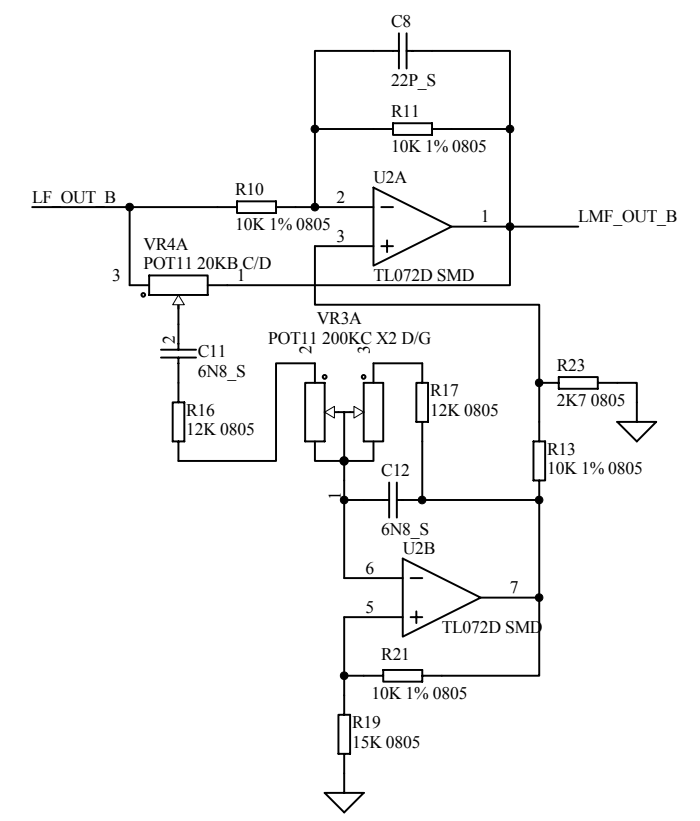 C8
22P_S
R11
10K 1% 0805
U2A
LF_OUT_B
R10
2
10K 1% 0805
1
LMF_OUT_B
3
VR4A
POT11 20KB C/D
3
1
TL072D SMD
VR3A
POT11 200KC X2 D/G
2
C11
6N8_S
2
3
R23
2K7 0805
R17
12K 0805
R16
12K 0805
R13
10K 1% 0805
C12
1
6N8_S
U2B
6
7
5
TL072D SMD
R21
10K 1% 0805
R19
15K 0805